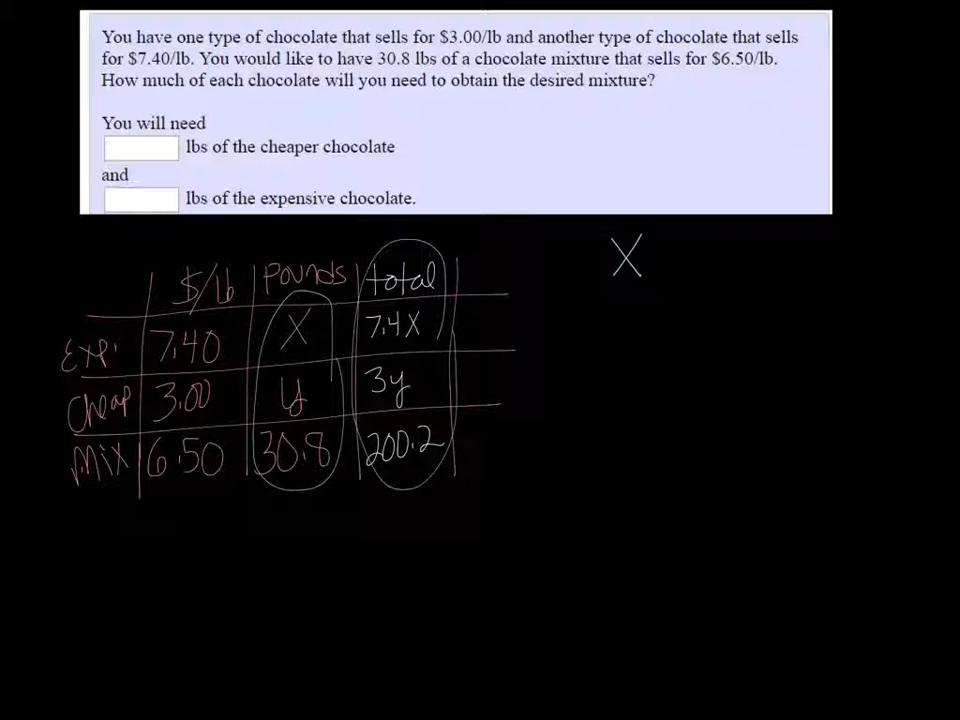 You have one type of chocolate that sells for $3.00/lb and another type of chocolate that sells
for $7.40/lb. You would like to have 30.8 lbs of a chocolate mixture that sells for $6.50/lb.
How much of each chocolate will you need to obtain the desired mixture?
You will need
lbs of the cheaper chocolate
and
lbs of the expensive chocolate.
X
$/lb pounds total
Exp. 7.40 X 7.4X
Cheap 3.00 y 3y
Mix 6.50 30.8 200.2